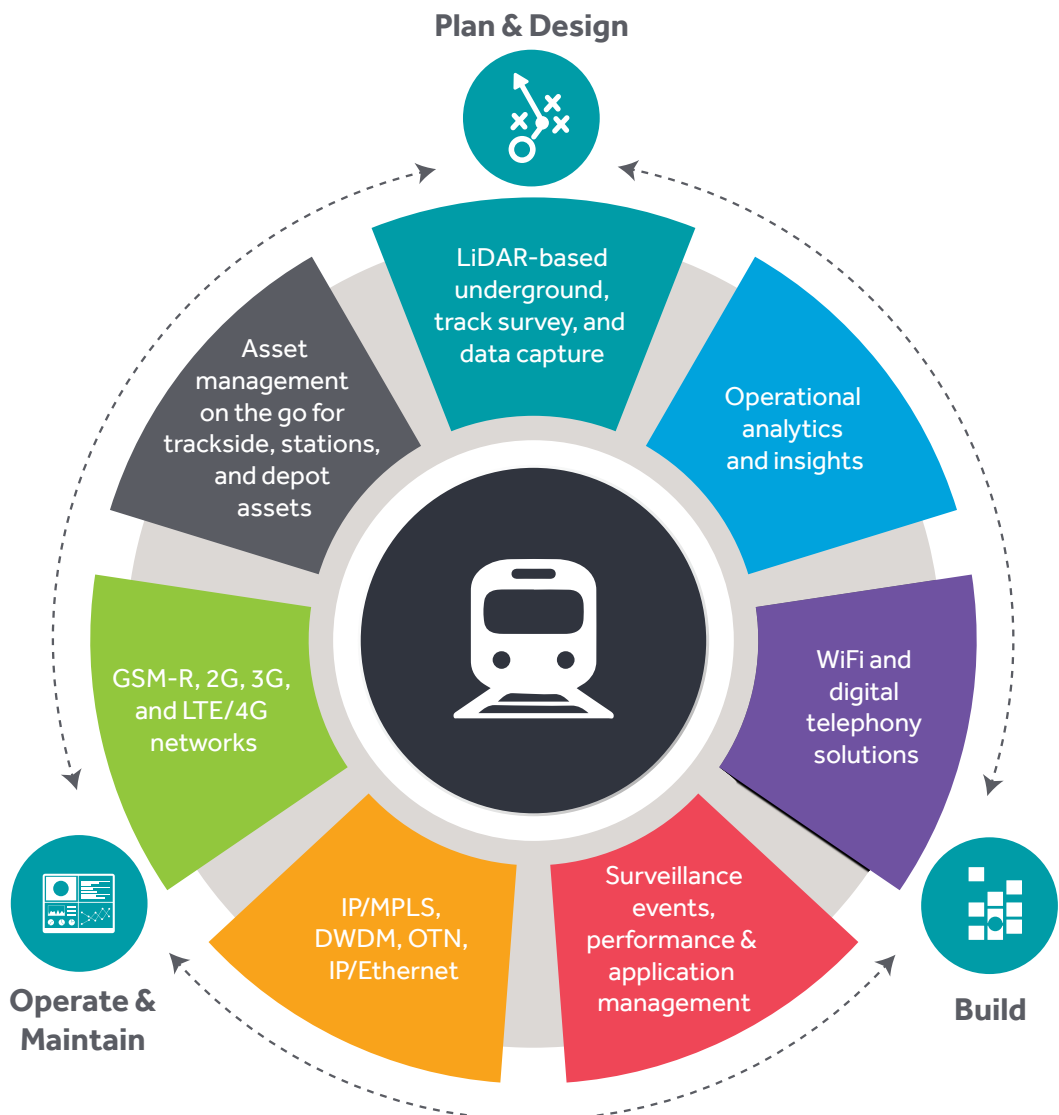 Plan & Design
LiDAR-based
underground,
track survey, and
data capture
Operational
analytics
and insights
WiFi and
digital
telephony
solutions
Build
Surveillance
events,
performance &
application
management
IP/MPLS,
DWDM, OTN,
IP/Ethernet
Operate &
Maintain
GSM-R, 2G, 3G,
and LTE/4G
networks
Asset
management
on the go for
trackside, stations,
and depot
assets